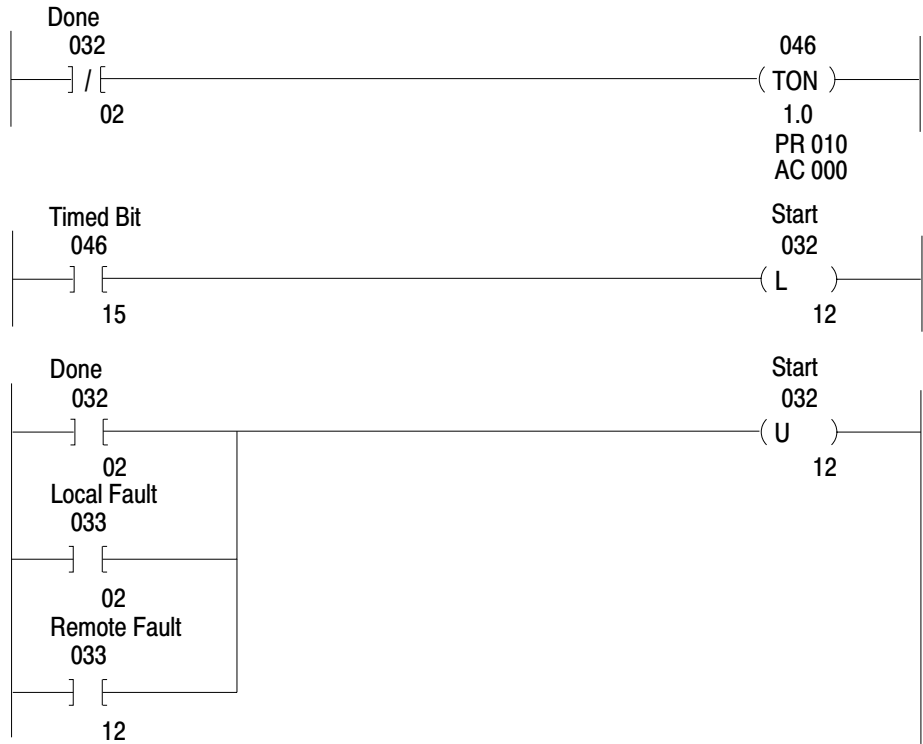 Done
032
] / [
02
046
( TON )
1.0
PR 010
AC 000
Timed Bit
046
] [
15
Start
032
( L )
12
Done
032
] [
02
Start
032
( U )
12
Local Fault
033
] [
02
Remote Fault
033
] [
12